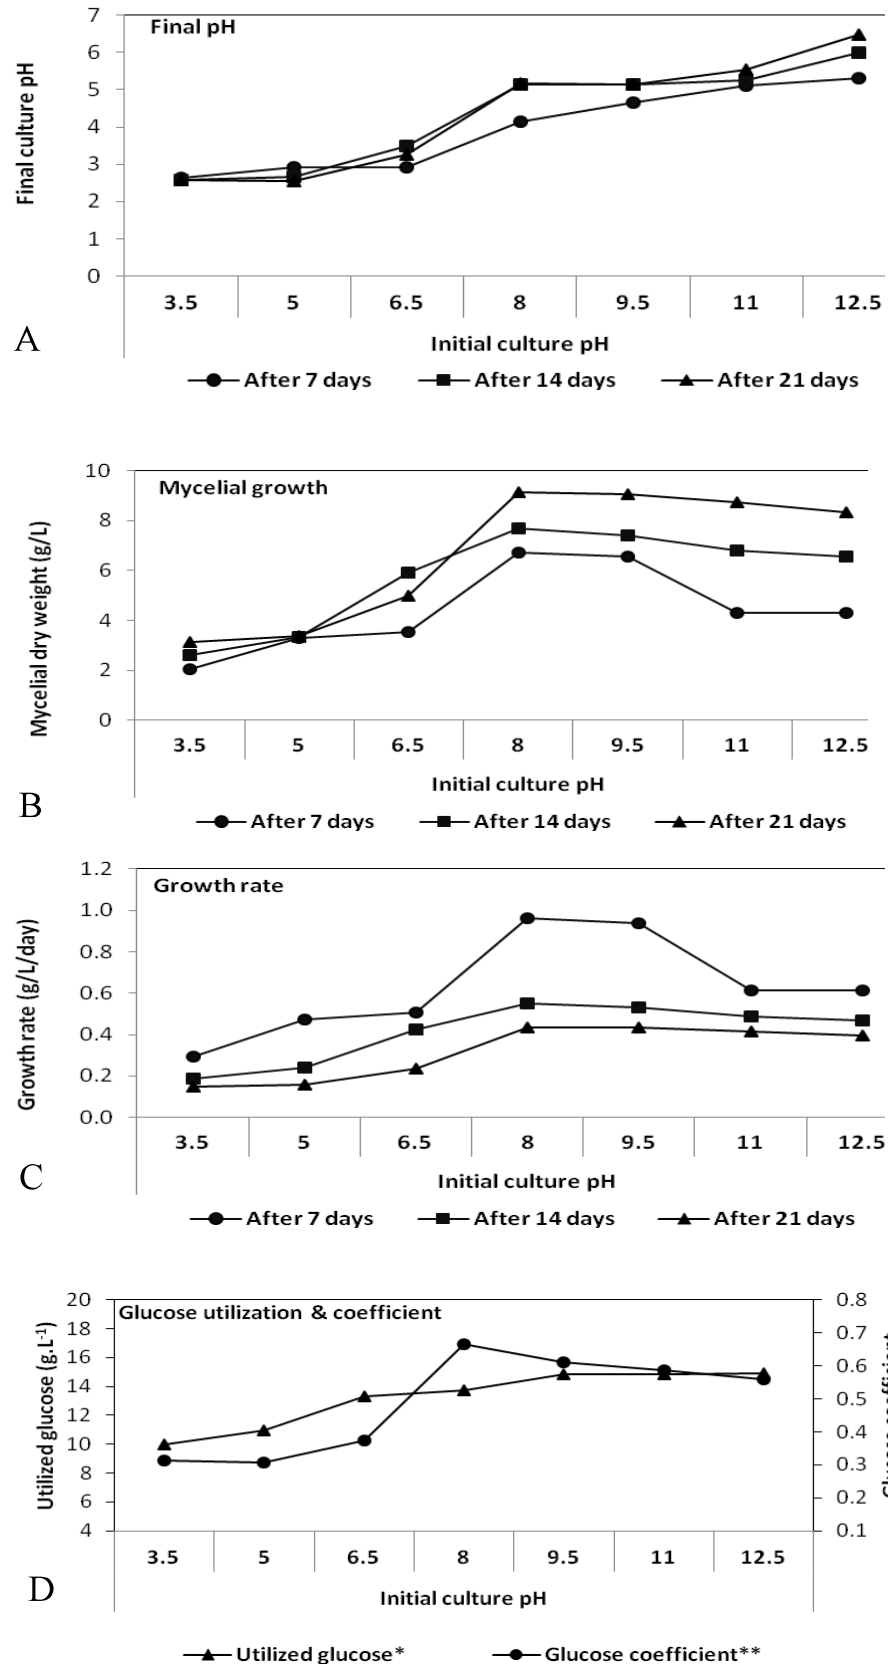 Final pH
Final culture pH
7
6
5
4
3
2
1
0
3.5 5 6.5 8 9.5 11 12.5
Initial culture pH
A
After 7 days After 14 days After 21 days
Mycelial growth
Mycelial dry weight (g/L)
10
8
6
4
2
0
3.5 5 6.5 8 9.5 11 12.5
Initial culture pH
B
After 7 days After 14 days After 21 days
Growth rate
Growth rate (g/L/day)
1.2
1.0
0.8
0.6
0.4
0.2
0.0
3.5 5 6.5 8 9.5 11 12.5
Initial culture pH
C
After 7 days After 14 days After 21 days
Glucose utilization & coefficient
Utilized glucose (g.L-1)
20
18
16
14
12
10
8
6
4
0.8
0.7
0.6
0.5
0.4
0.3
0.2
0.1
Glucose coefficient
3.5 5 6.5 8 9.5 11 12.5
Initial culture pH
D
Utilized glucose* Glucose coefficient**